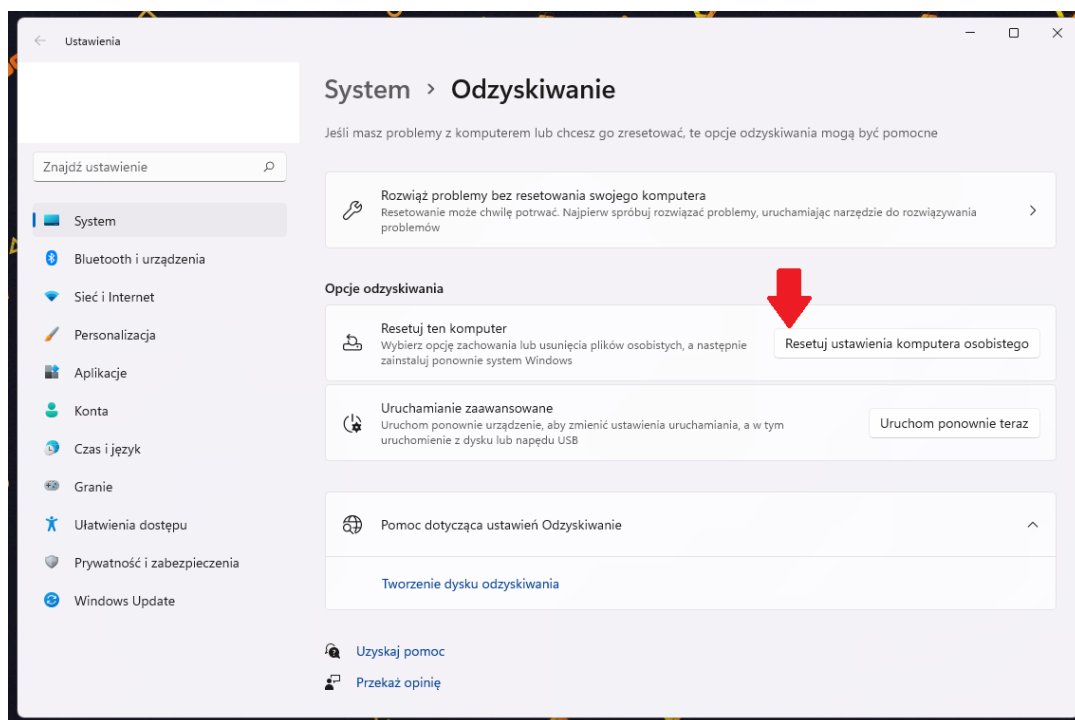 Ustawienia
Znajdź ustawienie
System
Bluetooth i urządzenia
Sieć i Internet
Personalizacja
Aplikacje
Konta
Czas i język
Granie
Ułatwienia dostępu
Prywatność i zabezpieczenia
Windows Update
System > Odzyskiwanie
Jeśli masz problemy z komputerem lub chcesz go zresetować, te opcje odzyskiwania mogą być pomocne
Rozwiąż problemy bez resetowania swojego komputera
Resetowanie może chwilę potrwać. Najpierw spróbuj rozwiązać problemy, uruchamiając narzędzie do rozwiązywania
problemów
Opcje odzyskiwania
Resetuj ten komputer
Wybierz opcję zachowania lub usunięcia plików osobistych, a następnie
zainstaluj ponownie system Windows
Resetuj ustawienia komputera osobistego
Uruchamianie zaawansowane
Uruchom ponownie urządzenie, aby zmienić ustawienia uruchamiania, a w tym
uruchomienie z dysku lub napędu USB
Uruchom ponownie teraz
Pomoc dotycząca ustawień Odzyskiwanie
Tworzenie dysku odzyskiwania
Uzyskaj pomoc
Przekaż opinię